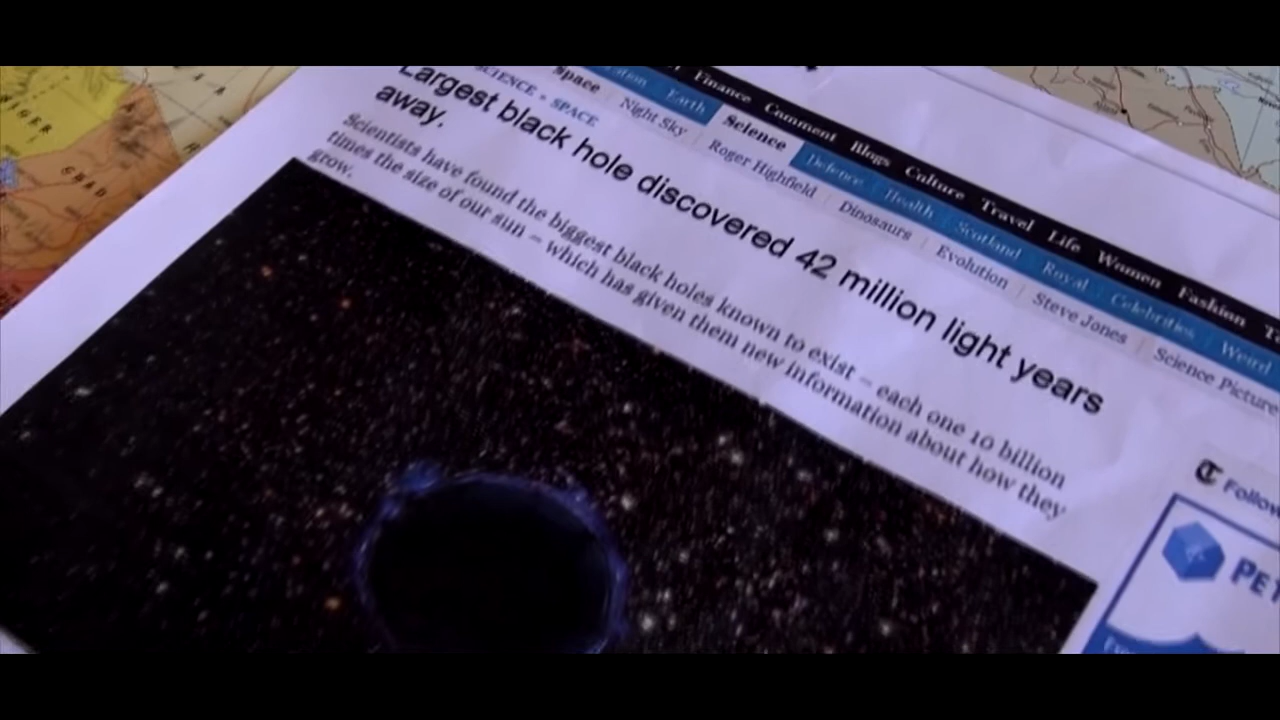 Finance Comment Blogs Culture Travel Life Women Fashion
Earth Science Defence Health Scotland Royal Celebrities Weird
Space Night Sky Roger Highfield Dinosaurs Evolution Steve Jones Science Picture
SCIENCE » SPACE
Largest black hole discovered 42 million light years
away.
Scientists have found the biggest black holes known to exist – each one 10 billion
times the size of our sun – which has given them new information about how they
grow.
Follow
PET
NIGER
CHAD